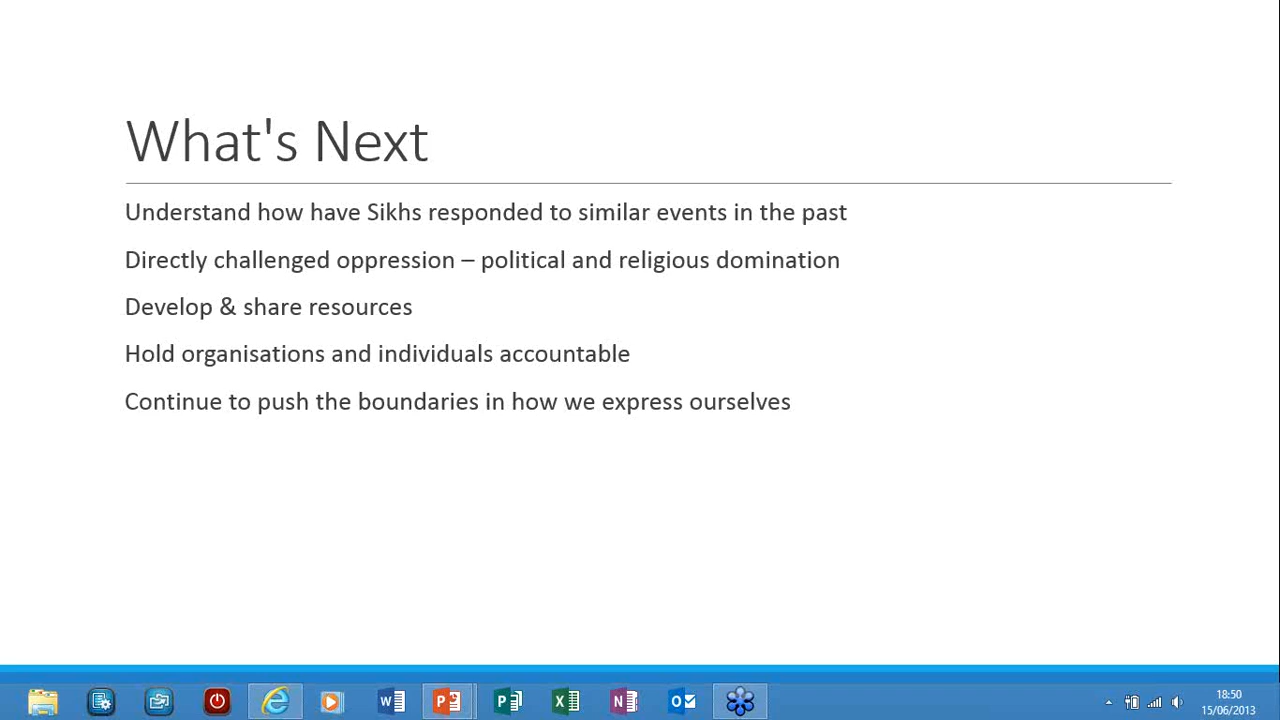 What's Next
Understand how have Sikhs responded to similar events in the past
Directly challenged oppression – political and religious domination
Develop & share resources
Hold organisations and individuals accountable
Continue to push the boundaries in how we express ourselves
18:50
15/06/2013